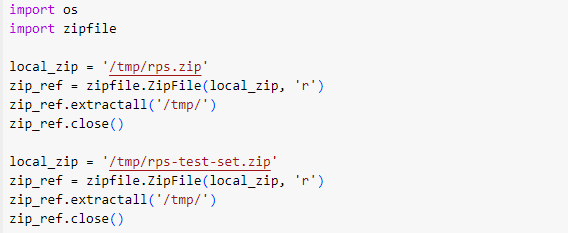 import os
import zipfile
local_zip = '/tmp/rps.zip'
zip_ref = zipfile.ZipFile(local_zip, 'r')
zip_ref.extractall('/tmp/')
zip_ref.close()
local_zip = '/tmp/rps-test-set.zip'
zip_ref = zipfile.ZipFile(local_zip, 'r')
zip_ref.extractall('/tmp/')
zip_ref.close()